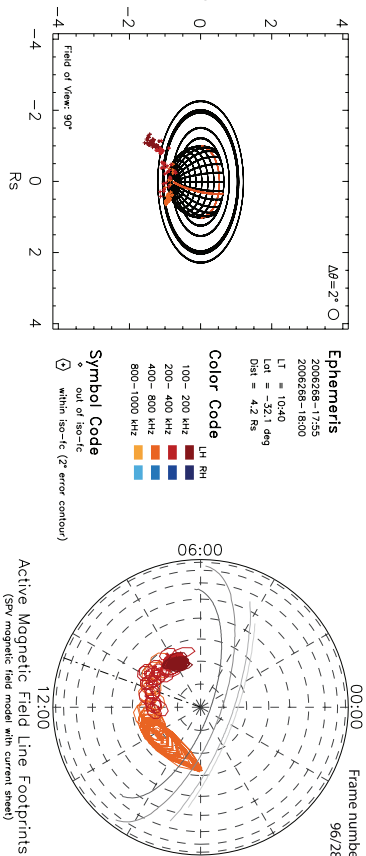 4
2
0
-2
-4
-4
-2
0
2
4
Field of View: 90°
Rs
Δθ=2°
Ephemeris
2006268-17:55
2006268-18:00
LT = 10:40
Lat = -32.1 deg
Dist = 4.2 Rs
Color Code
LH RH
100- 200 kHz
200- 400 kHz
400- 800 kHz
800-1000 kHz
Symbol Code
out of iso-fc
within iso-fc (2° error contour)
Frame number
96/28
00:00
06:00
12:00
Active Magnetic Field Line Footprints
(SPV magnetic field model with current sheet)